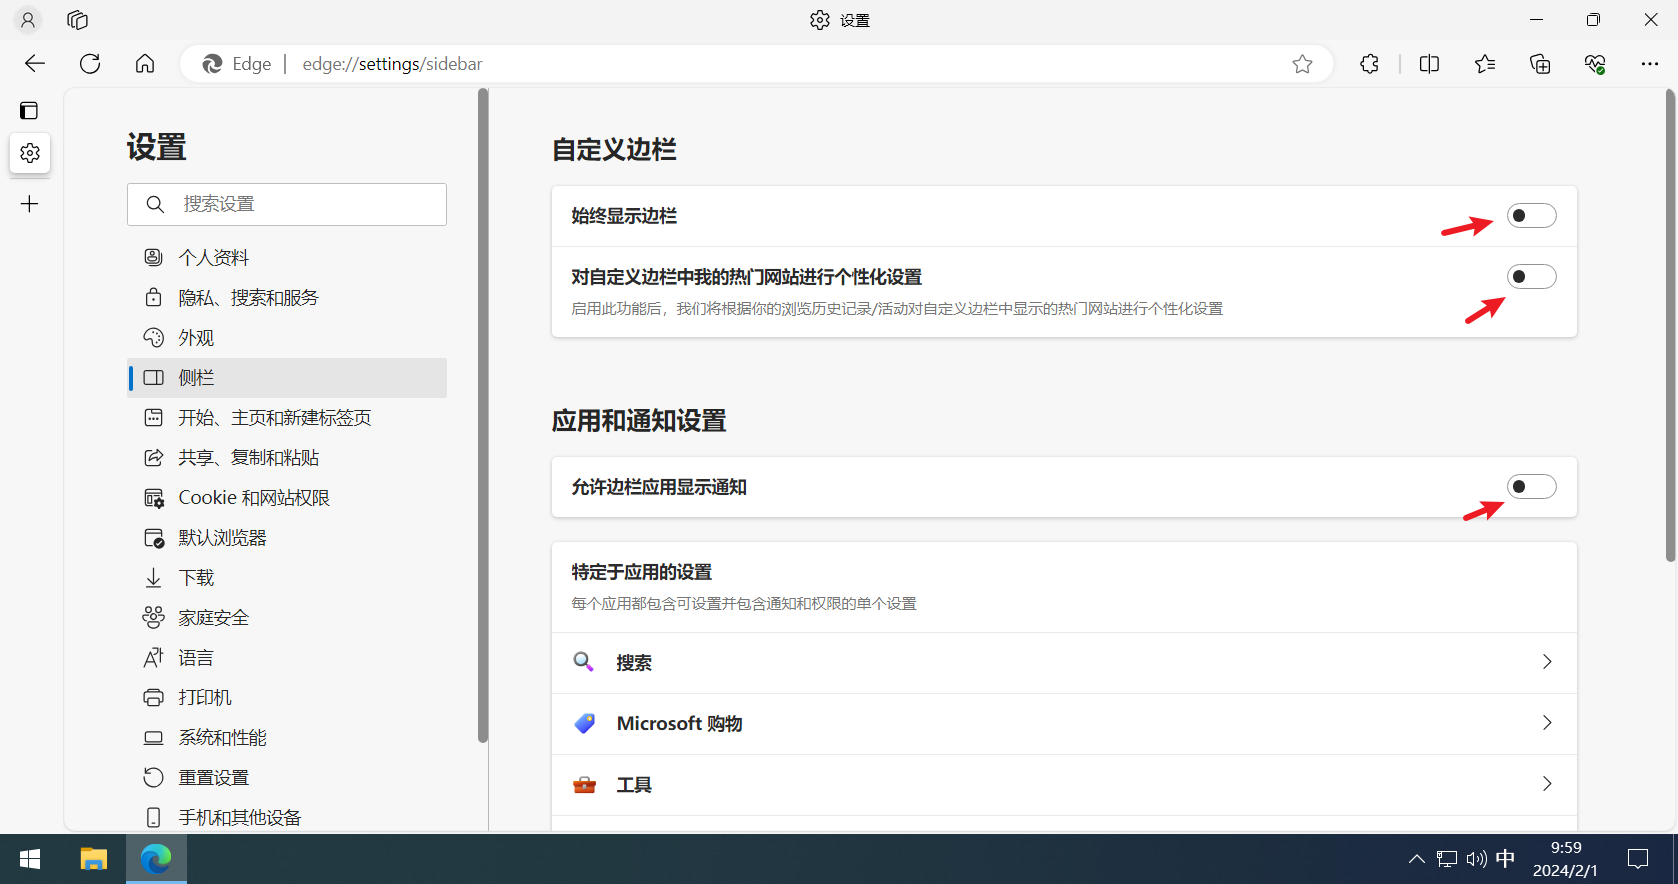 设置
Edge
edge://settings/sidebar
设置
搜索设置
个人资料
隐私、搜索和服务
外观
侧栏
开始、主页和新建标签页
共享、复制和粘贴
Cookie 和网站权限
默认浏览器
下载
家庭安全
语言
打印机
系统和性能
重置设置
手机和其他设备
自定义边栏
始终显示边栏
对自定义边栏中我的热门网站进行个性化设置
启用此功能后，我们将根据你的浏览历史记录/活动对自定义边栏中显示的热门网站进行个性化设置
应用和通知设置
允许边栏应用显示通知
特定于应用的设置
每个应用都包含可设置并包含通知和权限的单个设置
搜索
Microsoft 购物
工具
中
9:59
2024/2/1